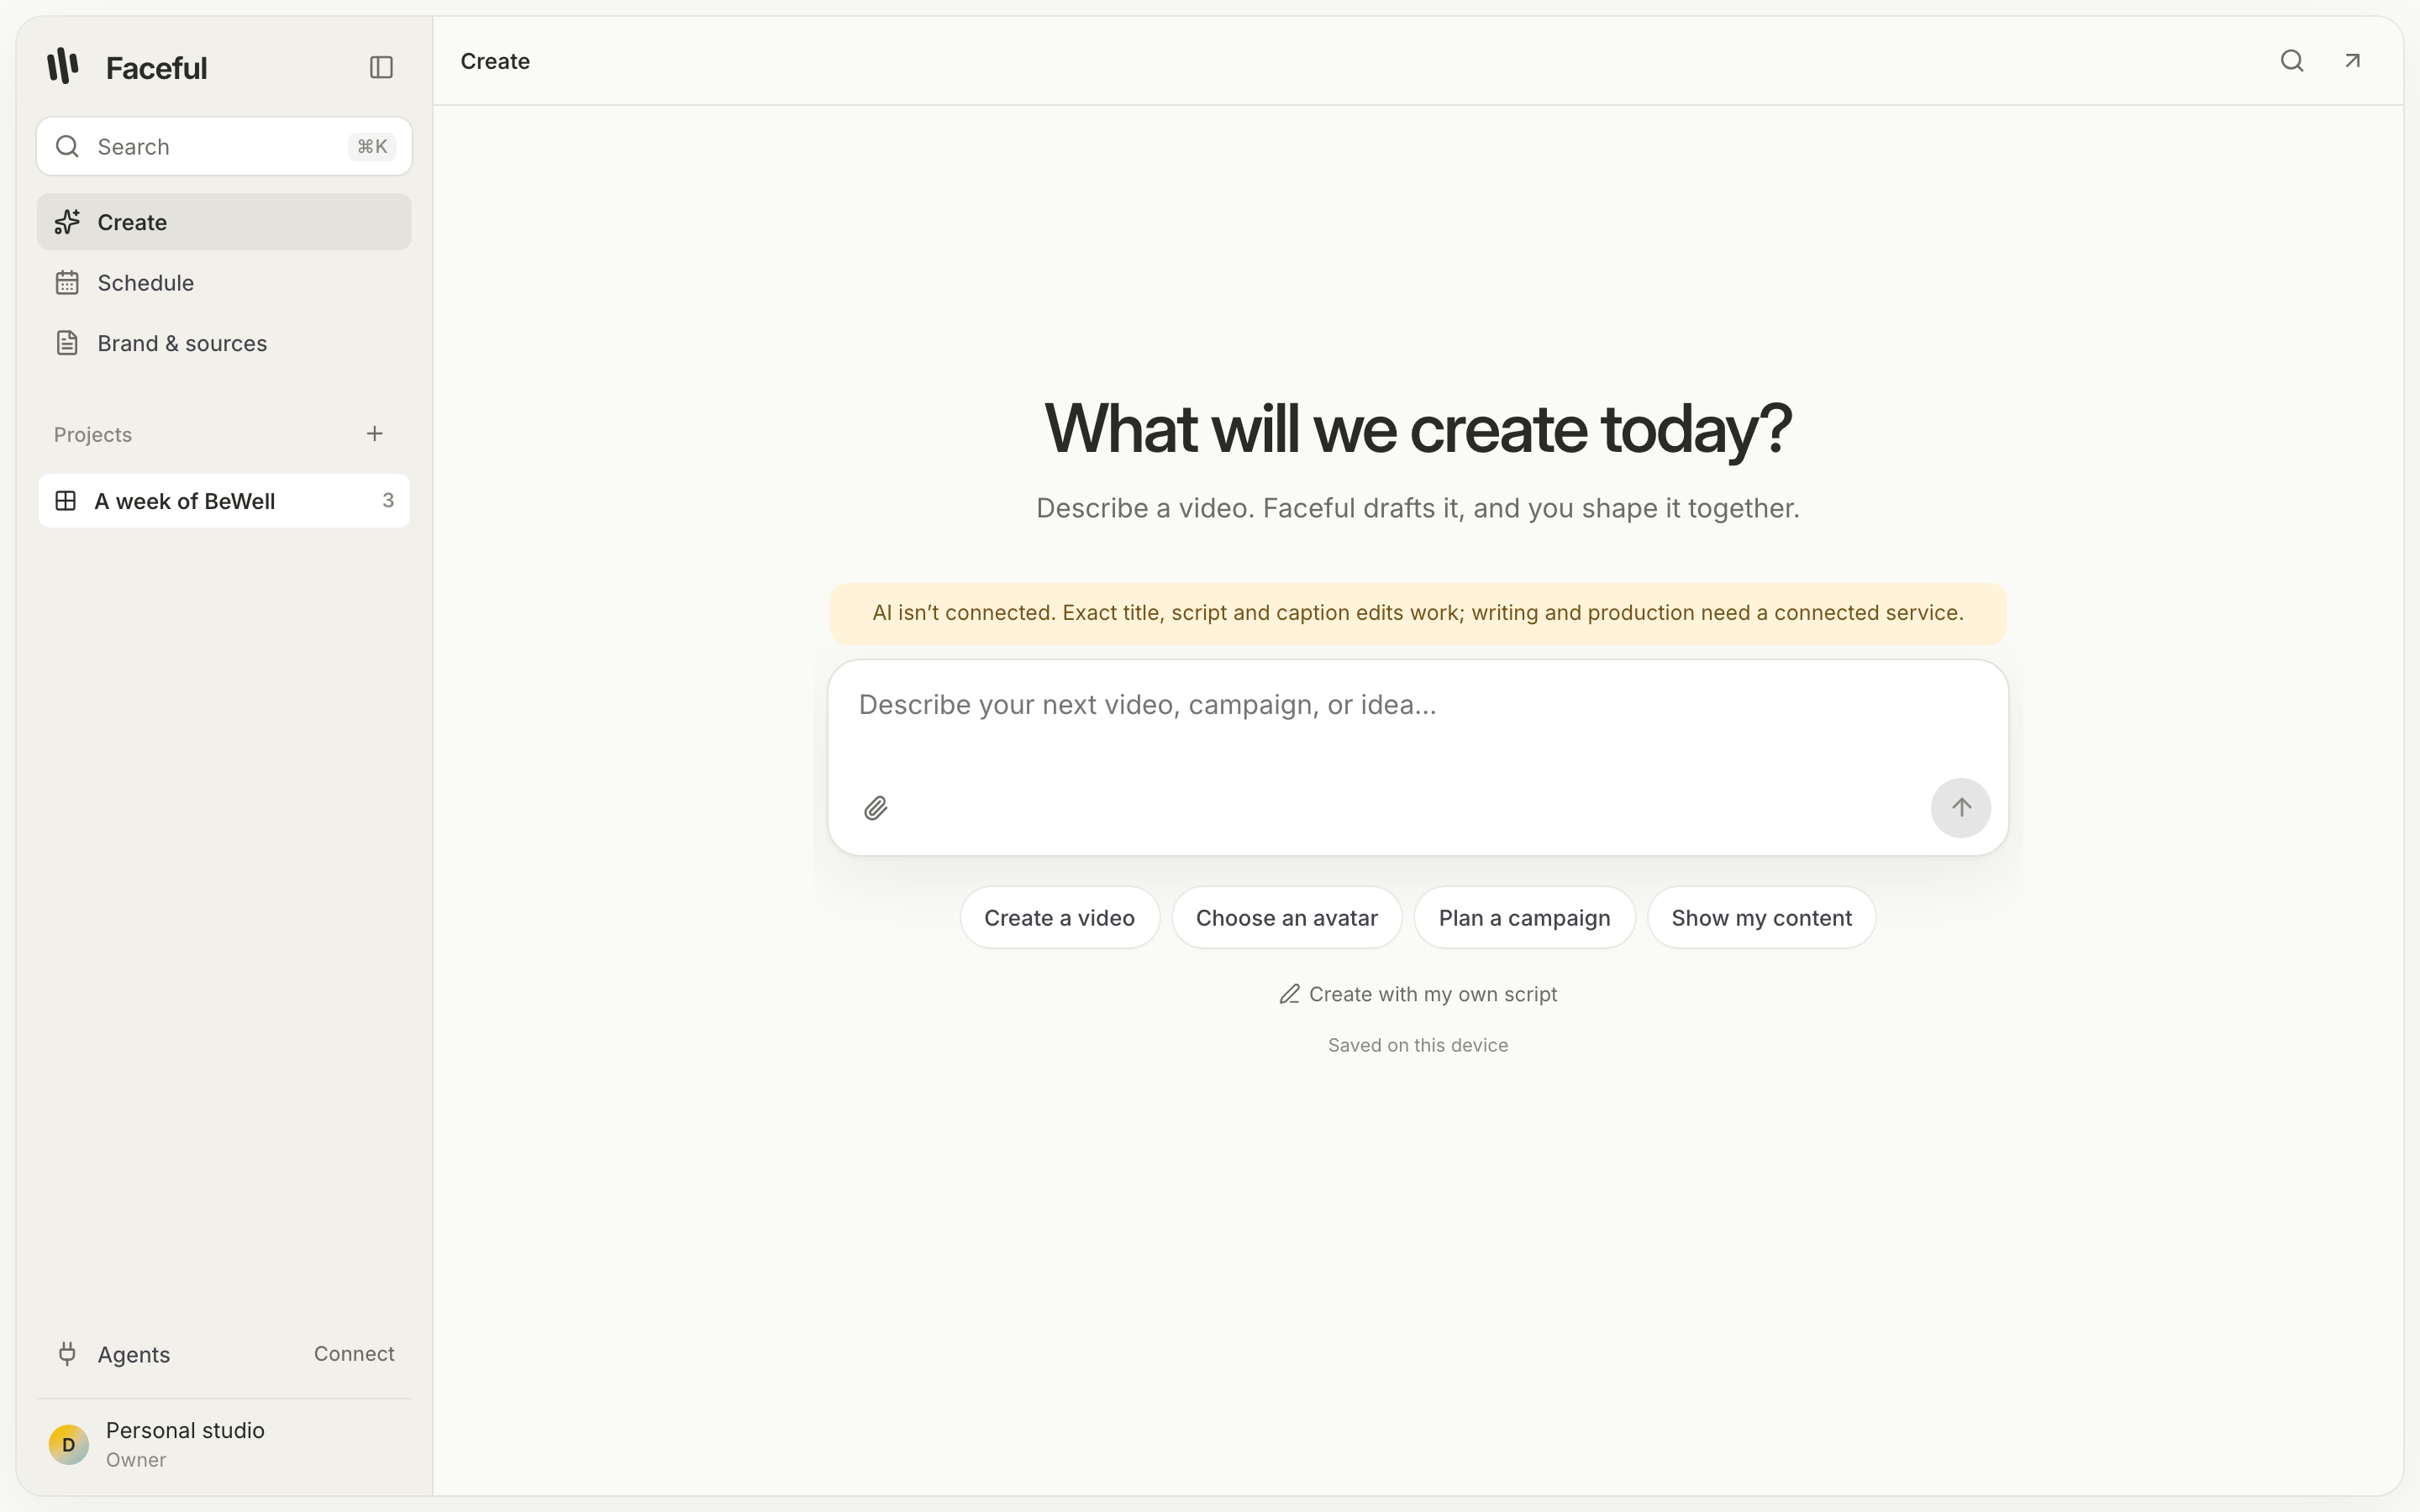 Faceful
Search ⌘K
Create
Schedule
Brand & sources
Projects
A week of BeWell 3
Agents Connect
D
Personal studio
Owner
Create
What will we create today?
Describe a video. Faceful drafts it, and you shape it together.
AI isn’t connected. Exact title, script and caption edits work; writing and production need a connected service.
Describe your next video, campaign, or idea...
Create a video
Choose an avatar
Plan a campaign
Show my content
Create with my own script
Saved on this device